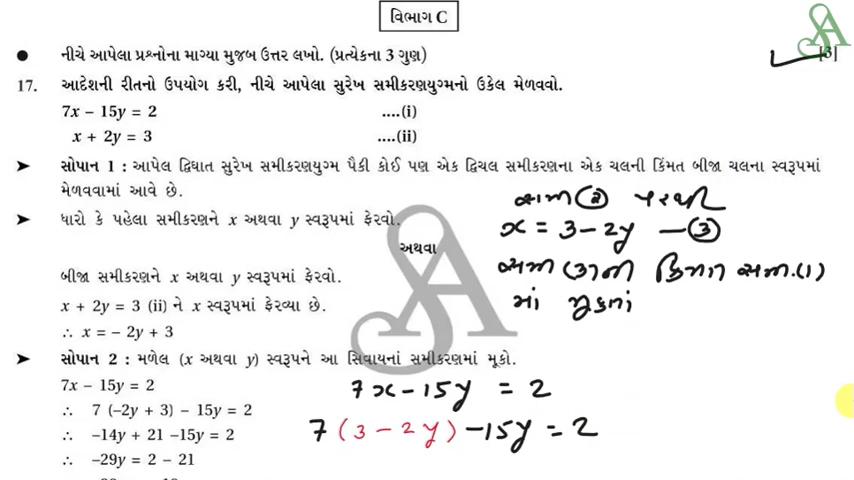 વિભાગ C
● નીચે આપેલા પ્રશ્નોના માગ્યા મુજબ ઉત્તર લખો. (પ્રત્યેકના 3 ગુણ) [3]
17. આદેશની રીતનો ઉપયોગ કરી, નીચે આપેલા સુરેખ સમીકરણયુગ્મનો ઉકેલ મેળવવો.
7x – 15y = 2 ....(i)
x + 2y = 3 ....(ii)
➤ સોપાન 1 : આપેલ દ્વિઘાત સુરેખ સમીકરણયુગ્મ પૈકી કોઈ પણ એક દ્વિચલ સમીકરણના એક ચલની કિંમત બીજા ચલના સ્વરૂપમાં
મેળવવામાં આવે છે.
સમી ② પરથી
➤ ધારો કે પહેલા સમીકરણને x અથવા y સ્વરૂપમાં ફેરવો.
x = 3 – 2y —③
અથવા
સમી (3)ની કિંમત સમી.(1)
બીજા સમીકરણને x અથવા y સ્વરૂપમાં ફેરવો.
માં મુકતાં
x + 2y = 3 (ii) ને x સ્વરૂપમાં ફેરવ્યા છે.
∴ x = – 2y + 3
➤ સોપાન 2 : મળેલ (x અથવા y) સ્વરૂપને આ સિવાયનાં સમીકરણમાં મૂકો.
7x – 15y = 2
7x – 15y = 2
∴ 7 (–2y + 3) – 15y = 2
7 (3 – 2y) – 15y = 2
∴ –14y + 21 –15y = 2
∴ –29y = 2 – 21